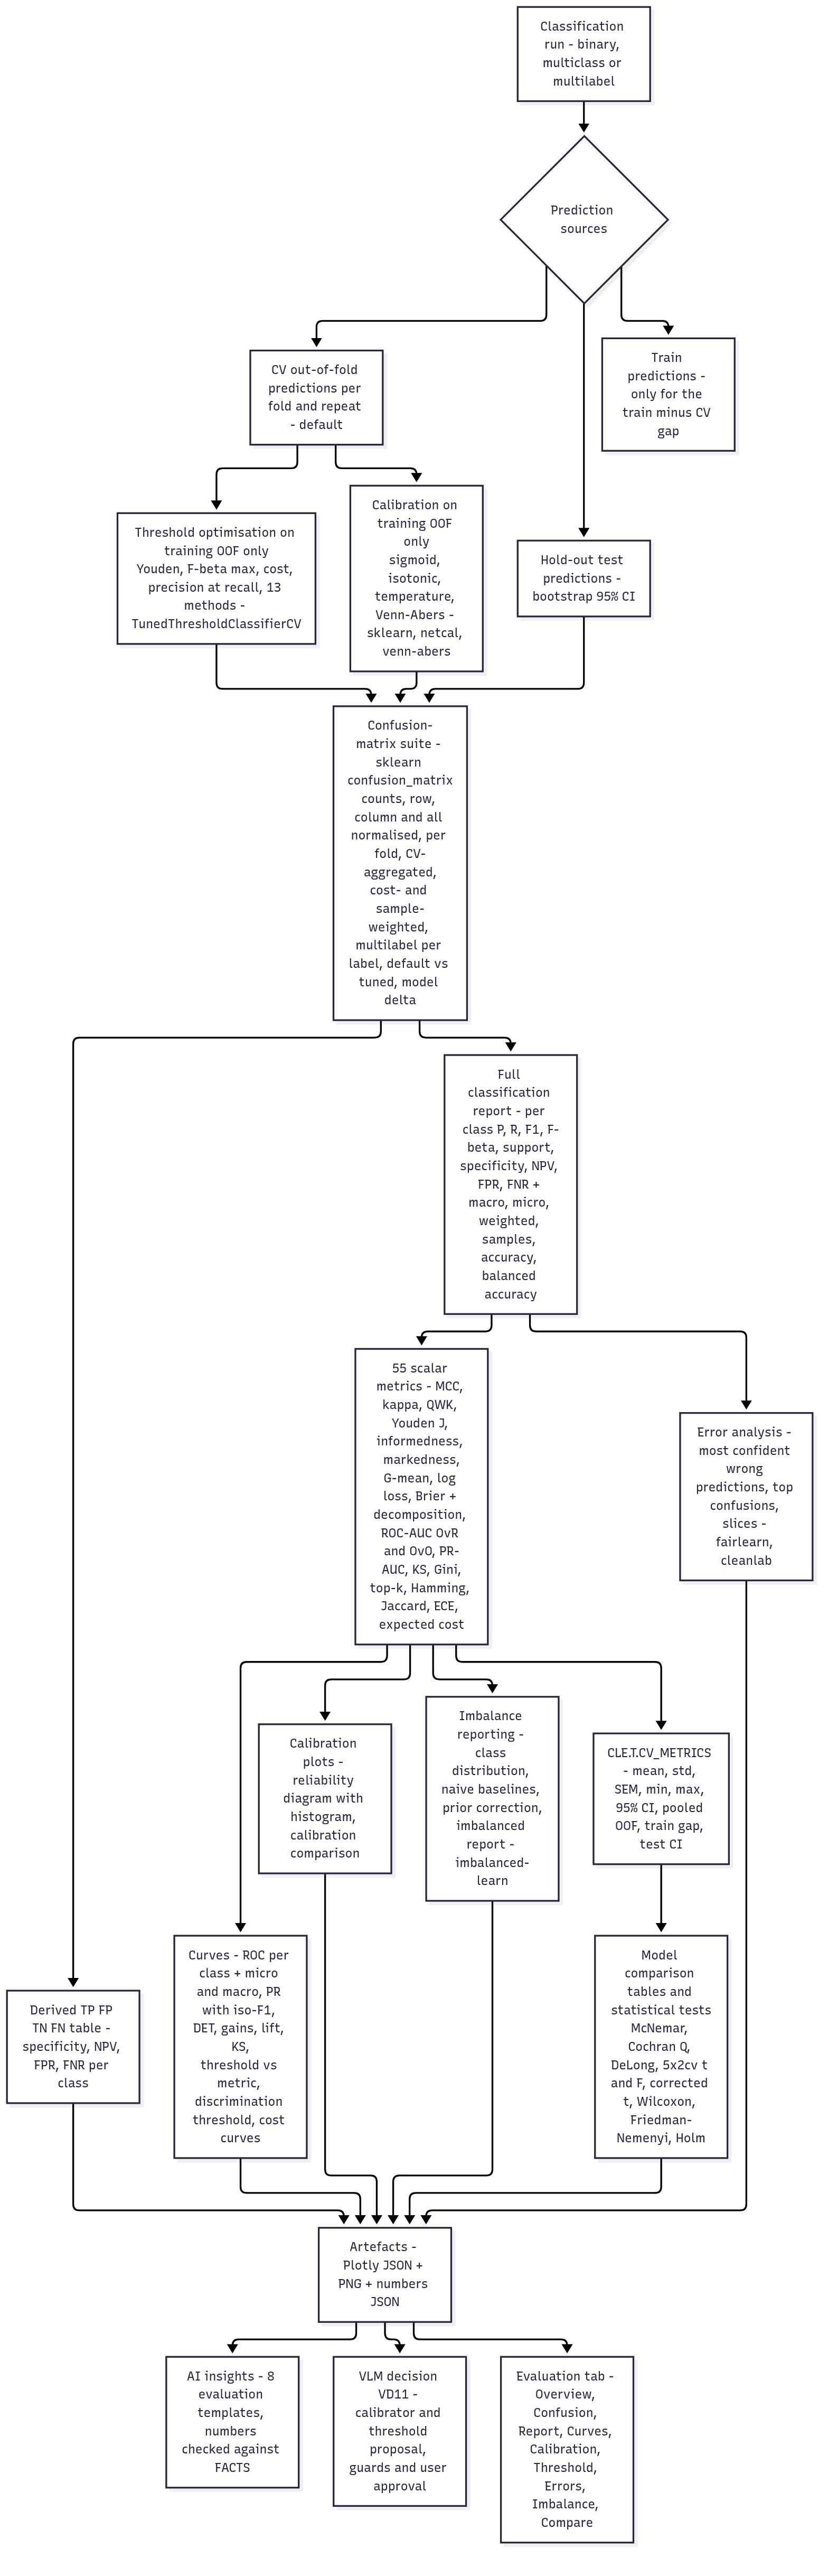 Classification
run - binary,
multiclass or
multilabel
Prediction
sources
CV out-of-fold
predictions per
fold and repeat
- default
Train
predictions -
only for the
train minus CV
gap
Threshold optimisation on
training OOF only
Youden, F-beta max, cost,
precision at recall, 13
methods -
TunedThresholdClassifierCV
Calibration on
training OOF
only
sigmoid,
isotonic,
temperature,
Venn-Abers -
sklearn, netcal,
venn-abers
Hold-out test
predictions -
bootstrap 95% CI
Confusion-
matrix suite -
sklearn
confusion_matrix
counts, row,
column and all
normalised, per
fold, CV-
aggregated,
cost- and
sample-
weighted,
multilabel per
label, default vs
tuned, model
delta
Full
classification
report - per
class P, R, F1, F-
beta, support,
specificity, NPV,
FPR, FNR +
macro, micro,
weighted,
samples,
accuracy,
balanced
accuracy
55 scalar
metrics - MCC,
kappa, QWK,
Youden J,
informedness,
markedness,
G-mean, log
loss, Brier +
decomposition,
ROC-AUC OvR
and OvO, PR-
AUC, KS, Gini,
top-k, Hamming,
Jaccard, ECE,
expected cost
Error analysis -
most confident
wrong
predictions, top
confusions,
slices -
fairlearn,
cleanlab
Calibration
plots -
reliability
diagram with
histogram,
calibration
comparison
Imbalance
reporting -
class
distribution,
naive baselines,
prior correction,
imbalanced
report -
imbalanced-
learn
CLE.T.CV_METRICS
- mean, std,
SEM, min, max,
95% CI, pooled
OOF, train gap,
test CI
Derived TP FP
TN FN table -
specificity, NPV,
FPR, FNR per
class
Curves - ROC per
class + micro
and macro, PR
with iso-F1,
DET, gains, lift,
KS,
threshold vs
metric,
discrimination
threshold, cost
curves
Model
comparison
tables and
statistical tests
McNemar,
Cochran Q,
DeLong, 5x2cv t
and F, corrected
t, Wilcoxon,
Friedman-
Nemenyi, Holm
Artefacts -
Plotly JSON +
PNG + numbers
JSON
AI insights - 8
evaluation
templates,
numbers
checked against
FACTS
VLM decision
VD11 -
calibrator and
threshold
proposal,
guards and user
approval
Evaluation tab -
Overview,
Confusion,
Report, Curves,
Calibration,
Threshold,
Errors,
Imbalance,
Compare